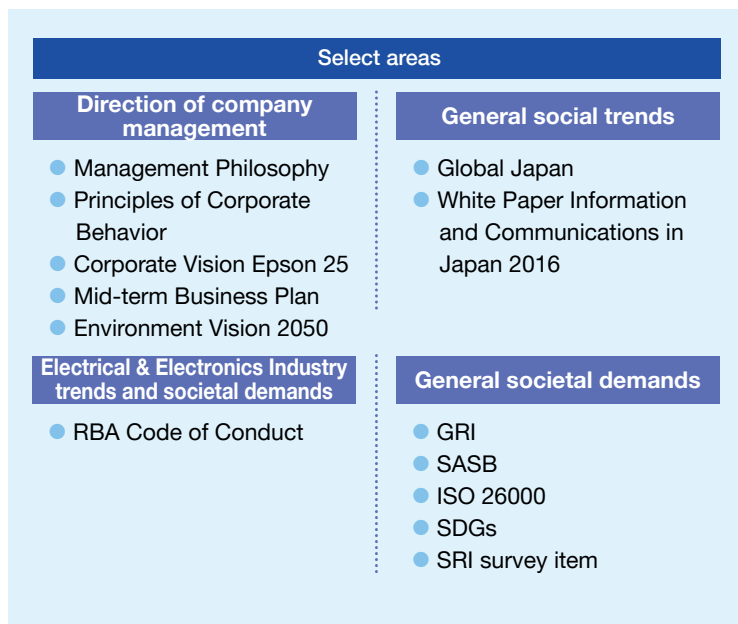 Select areas
Direction of company
management
Management Philosophy
Principles of Corporate
Behavior
Corporate Vision Epson 25
Mid-term Business Plan
Environment Vision 2050
General social trends
Global Japan
White Paper Information
and Communications in
Japan 2016
Electrical & Electronics Industry
trends and societal demands
RBA Code of Conduct
General societal demands
GRI
SASB
ISO 26000
SDGs
SRI survey item